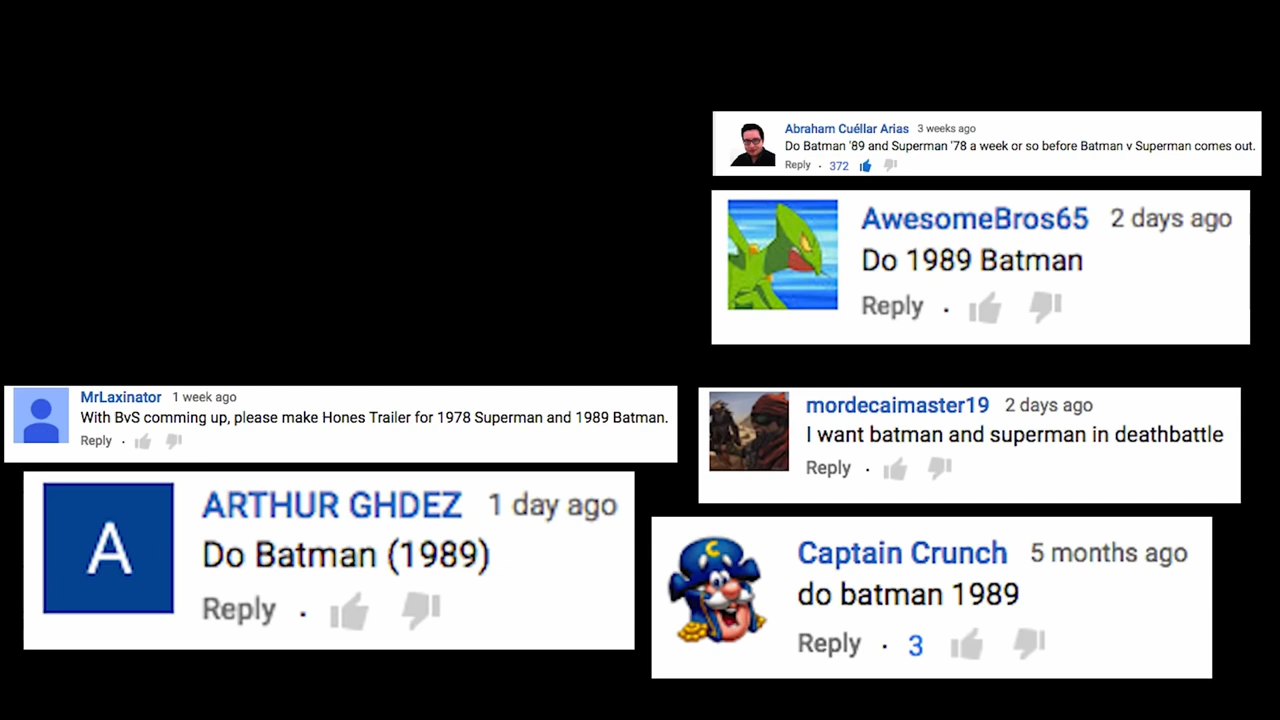 Abraham Cuéllar Arias 3 weeks ago
Do Batman '89 and Superman '78 a week or so before Batman v Superman comes out.
Reply · 372
AwesomeBros65 2 days ago
Do 1989 Batman
Reply ·
MrLaxinator 1 week ago
With BvS comming up, please make Hones Trailer for 1978 Superman and 1989 Batman.
Reply ·
mordecaimaster19 2 days ago
I want batman and superman in deathbattle
Reply ·
A
ARTHUR GHDEZ 1 day ago
Do Batman (1989)
Reply ·
C
Captain Crunch 5 months ago
do batman 1989
Reply · 3